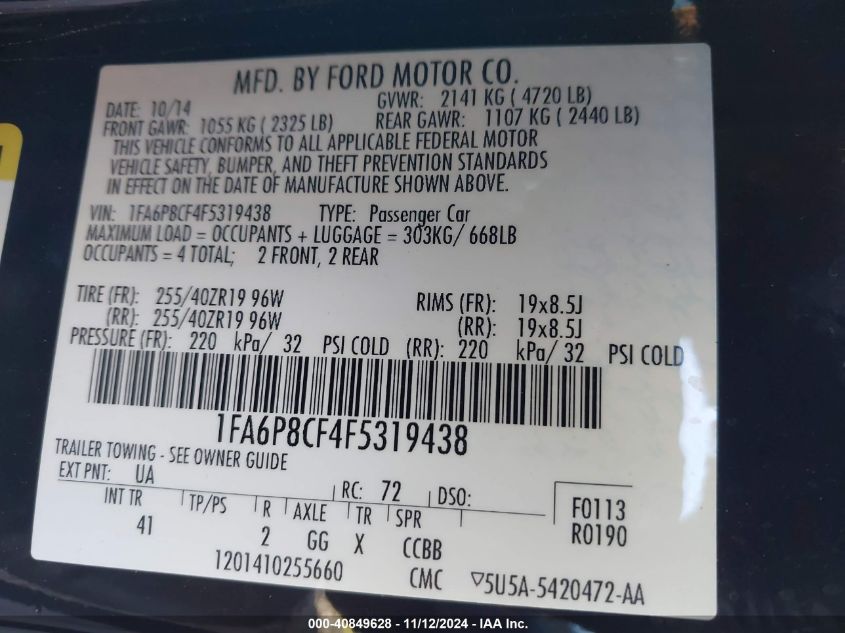 MFD. BY FORD MOTOR CO.
DATE: 10/14 GVWR: 2141 KG ( 4720 LB)
FRONT GAWR: 1055 KG ( 2325 LB) REAR GAWR: 1107 KG ( 2440 LB)
THIS VEHICLE CONFORMS TO ALL APPLICABLE FEDERAL MOTOR
VEHICLE SAFETY, BUMPER, AND THEFT PREVENTION STANDARDS
IN EFFECT ON THE DATE OF MANUFACTURE SHOWN ABOVE.
VIN: 1FA6P8CF4F5319438 TYPE: Passenger Car
MAXIMUM LOAD = OCCUPANTS + LUGGAGE = 303KG/ 668LB
OCCUPANTS = 4 TOTAL; 2 FRONT, 2 REAR
TIRE (FR): 255/40ZR19 96W RIMS (FR): 19x8.5J
(RR): 255/40ZR19 96W (RR): 19x8.5J
PRESSURE (FR): 220 kPa/ 32 PSI COLD (RR): 220 kPa/ 32 PSI COLD
1FA6P8CF4F5319438
TRAILER TOWING - SEE OWNER GUIDE
EXT PNT: UA RC: 72 DSO:
INT TR TP/PS R AXLE TR SPR F0113
41 2 GG X CCBB R0190
1201410255660 CMC 5U5A-5420472-AA
000-40849628 - 11/12/2024 - IAAI.com